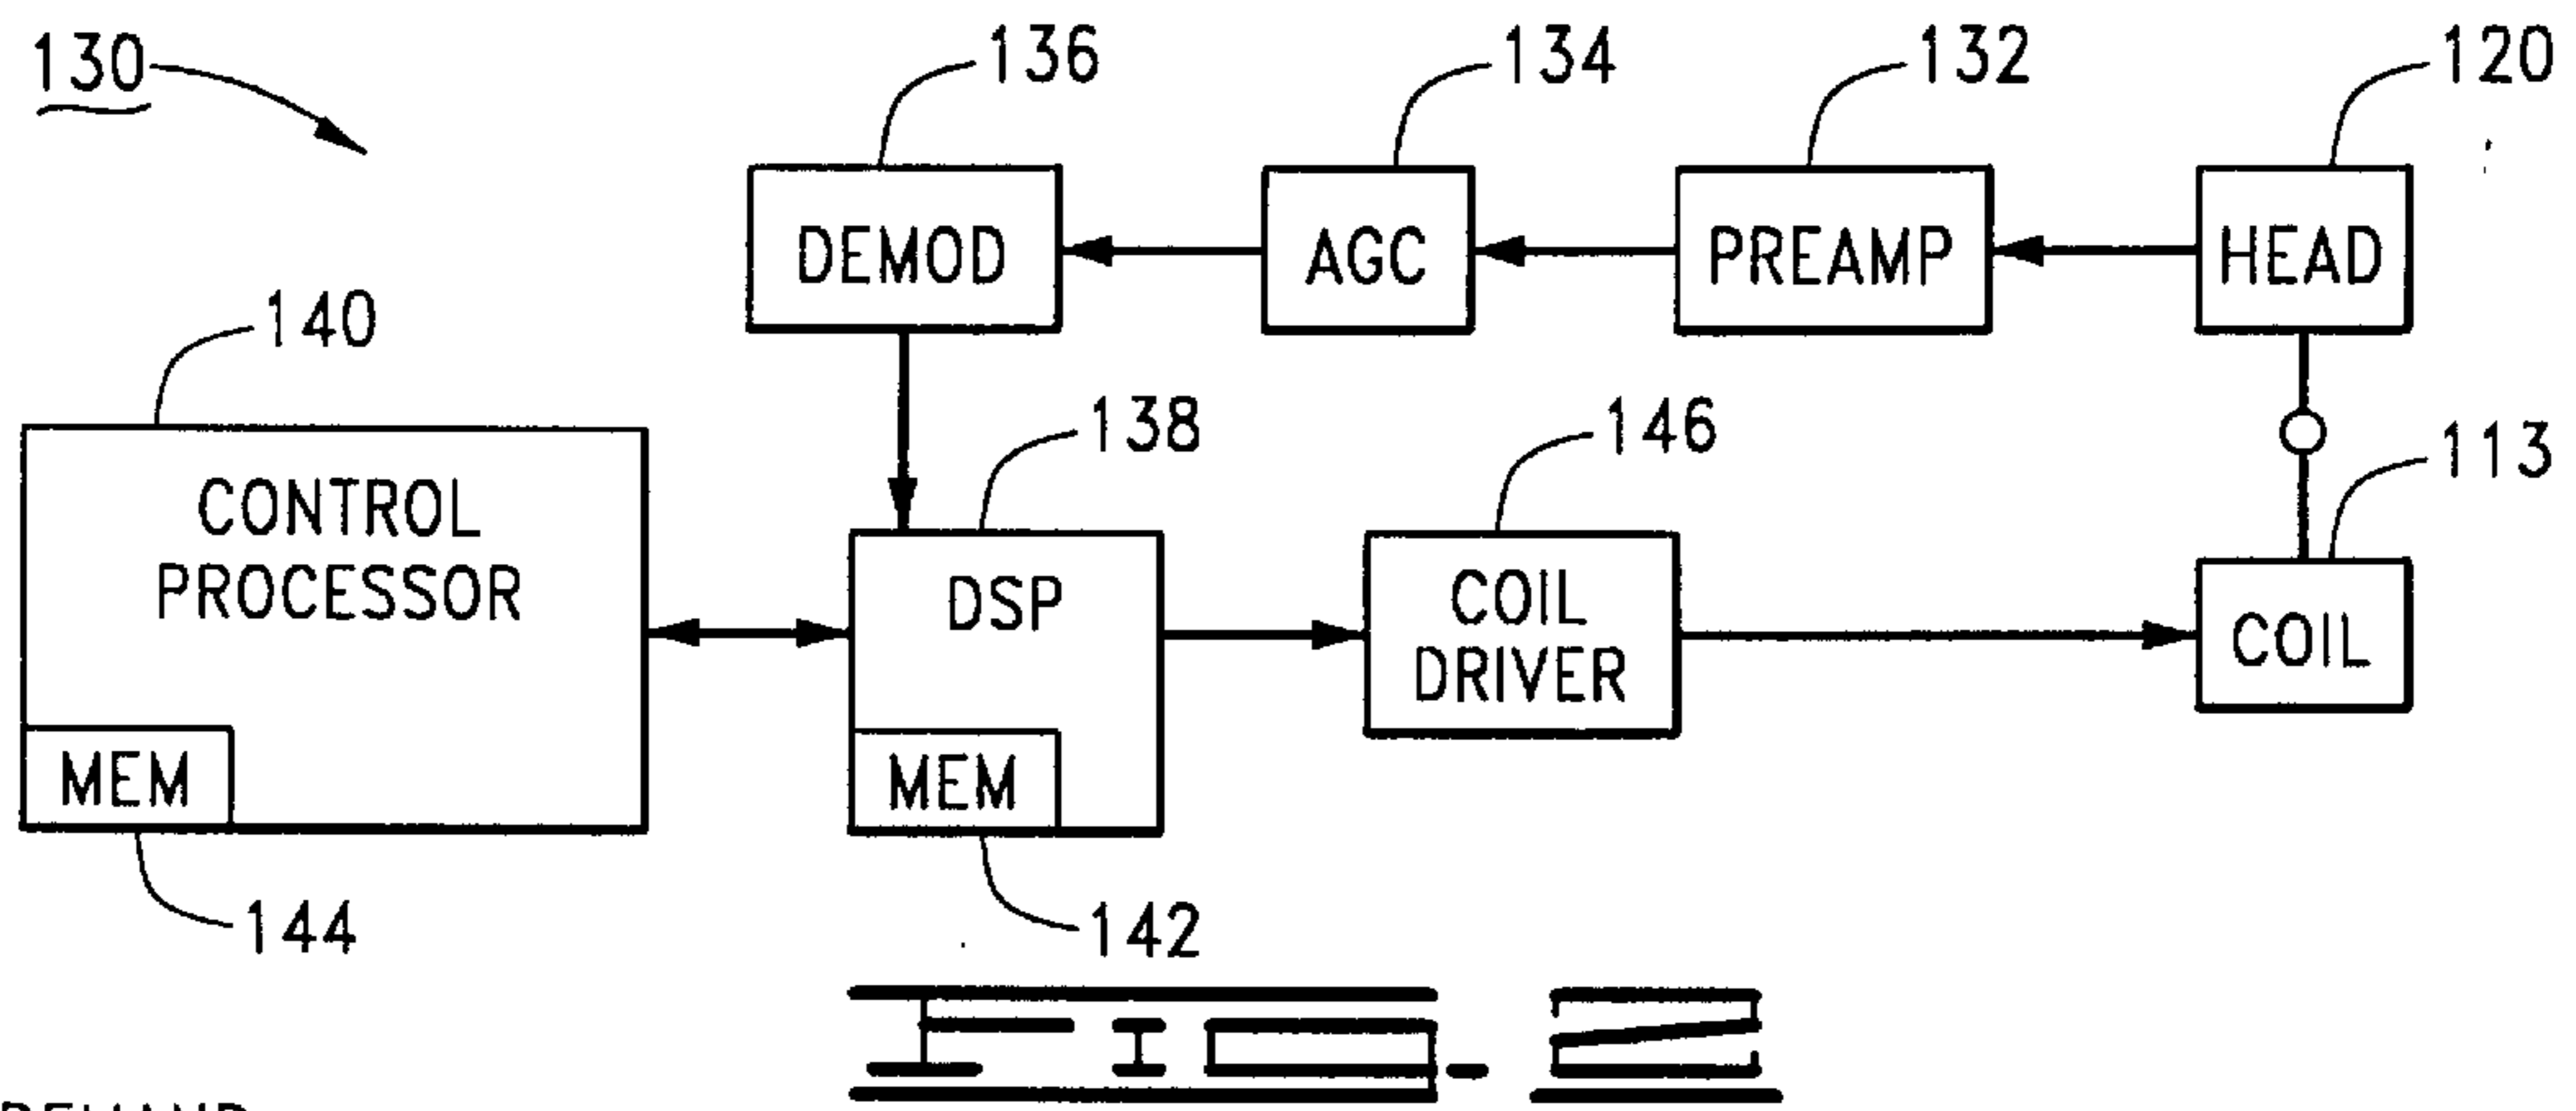 130
136
134
132
120
DEMOD
AGC
PREAMP
HEAD
140
138
146
113
CONTROL
PROCESSOR
DSP
COIL
DRIVER
COIL
MEM
MEM
144
142
FIG. 2